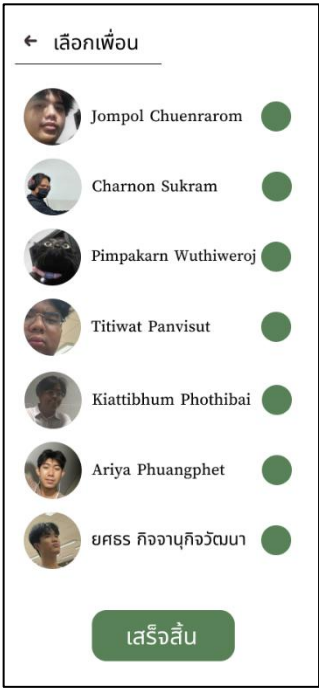 เลือกเพื่อน
Jompol Chuenrarom
Charnon Sukram
Pimpakarn Wuthiweroj
Titiwat Panvisut
Kiattibhum Phothibai
Ariya Phuangphet
ยศธร กิจจานุกิจวัฒนา
เสร็จสิ้น